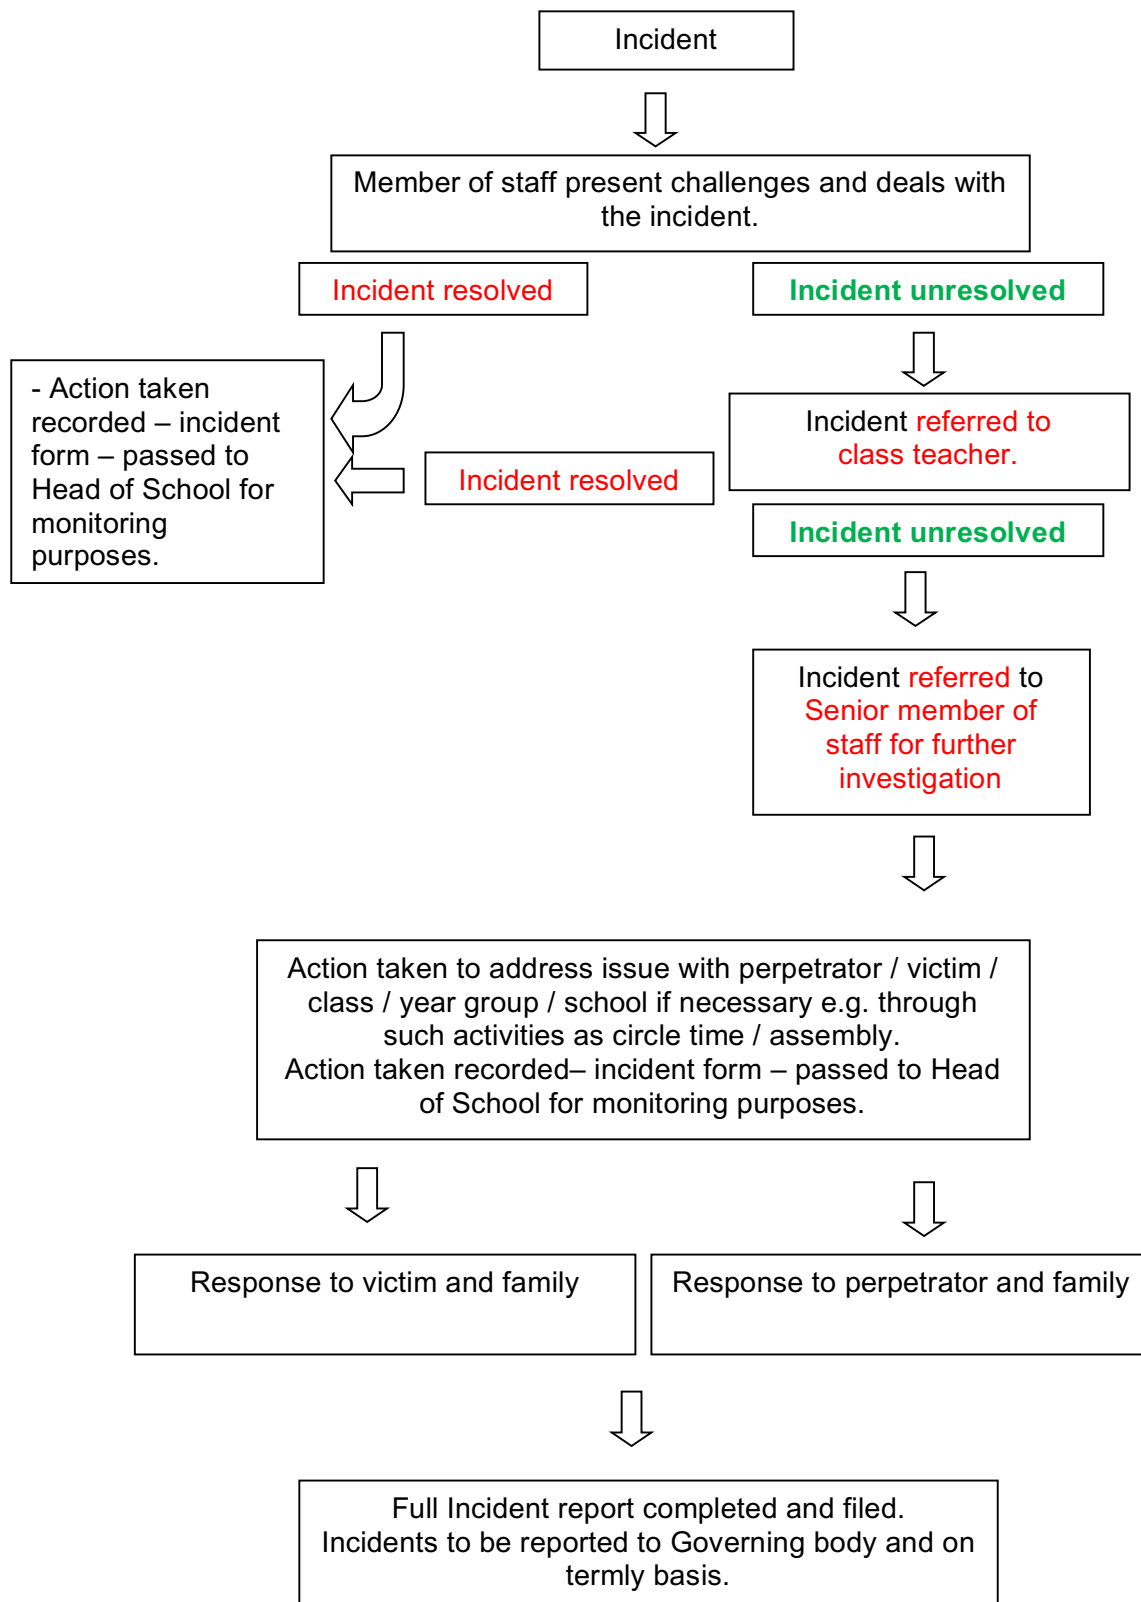 Incident
Member of staff present challenges and deals with
the incident.
Incident resolved
Incident unresolved
- Action taken
recorded – incident
form – passed to
Head of School for
monitoring
purposes.
Incident referred to
class teacher.
Incident resolved
Incident unresolved
Incident referred to
Senior member of
staff for further
investigation
Action taken to address issue with perpetrator / victim /
class / year group / school if necessary e.g. through
such activities as circle time / assembly.
Action taken recorded– incident form – passed to Head
of School for monitoring purposes.
Response to victim and family
Response to perpetrator and family
Full Incident report completed and filed.
Incidents to be reported to Governing body and on
termly basis.